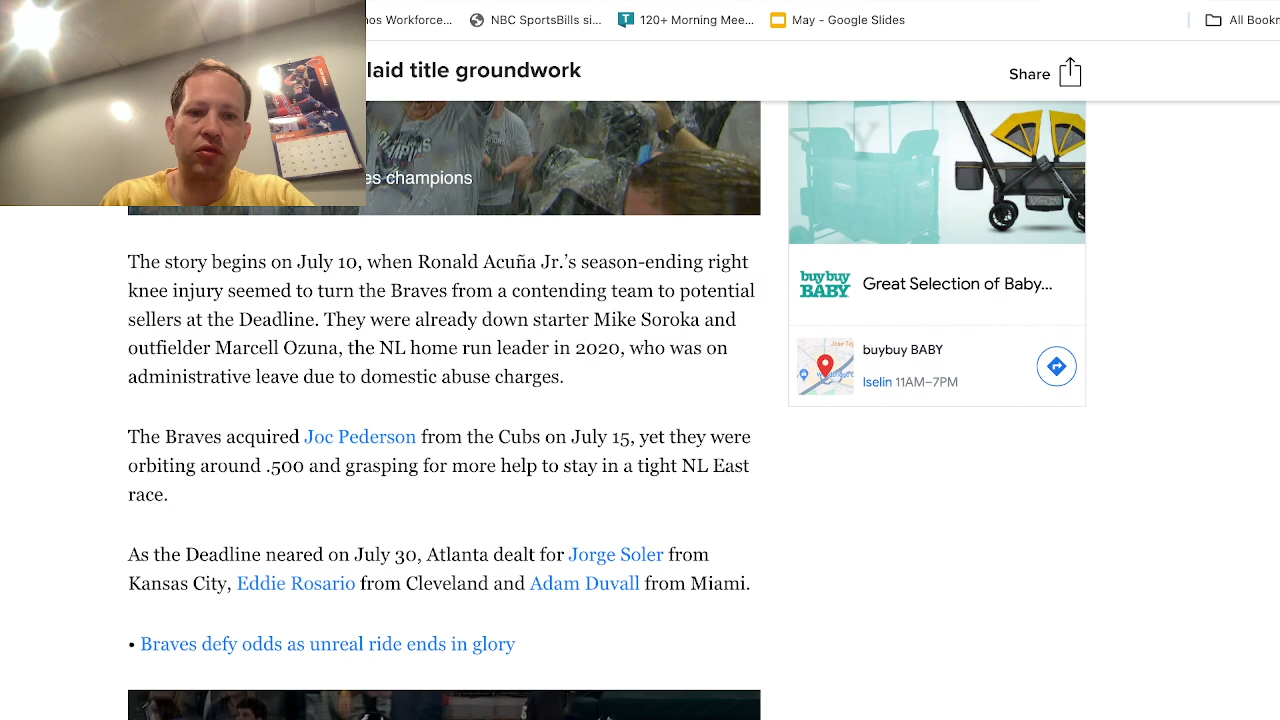 nos Workforce...
NBC SportsBills si...
120+ Morning Mee...
May - Google Slides
All Bookm
laid title groundwork
Share
es champions
The story begins on July 10, when Ronald Acuña Jr.’s season-ending right
knee injury seemed to turn the Braves from a contending team to potential
sellers at the Deadline. They were already down starter Mike Soroka and
outfielder Marcell Ozuna, the NL home run leader in 2020, who was on
administrative leave due to domestic abuse charges.
The Braves acquired Joc Pederson from the Cubs on July 15, yet they were
orbiting around .500 and grasping for more help to stay in a tight NL East
race.
As the Deadline neared on July 30, Atlanta dealt for Jorge Soler from
Kansas City, Eddie Rosario from Cleveland and Adam Duvall from Miami.
• Braves defy odds as unreal ride ends in glory
buybuy
BABY
Great Selection of Baby...
buybuy BABY
Iselin 11AM–7PM